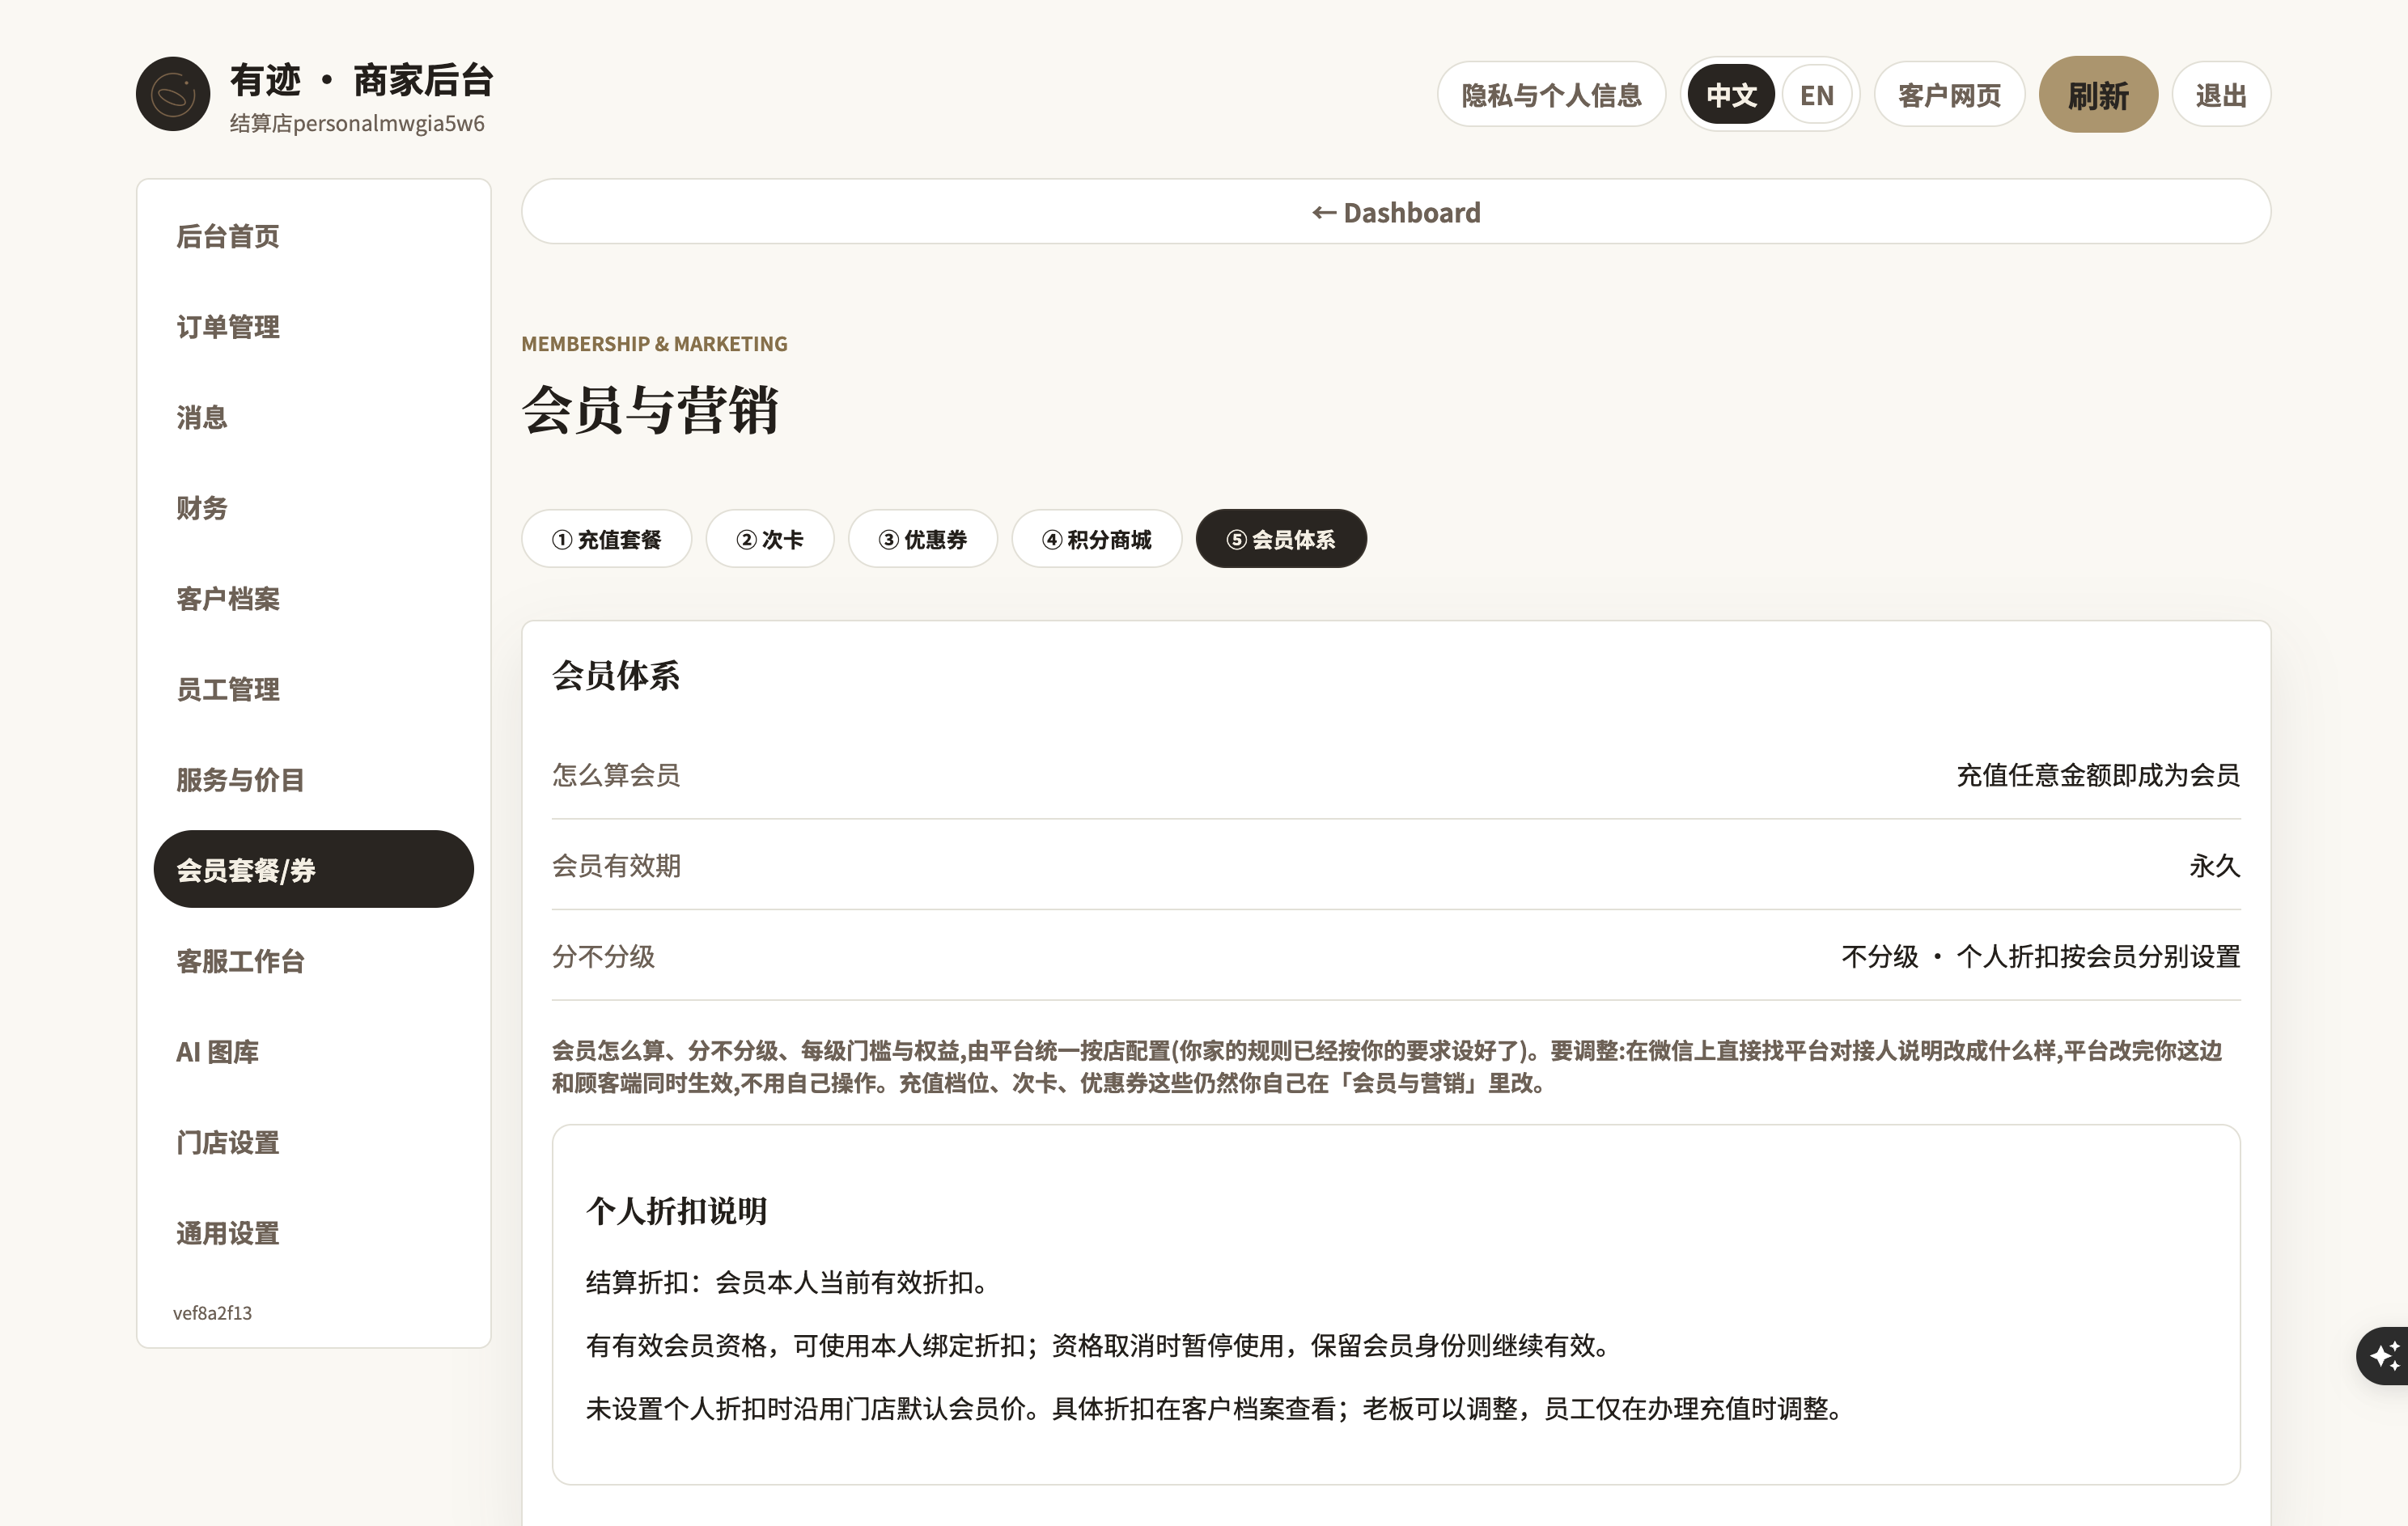 有迹 · 商家后台
结算店personalmwgia5w6
隐私与个人信息
中文
EN
客户网页
刷新
退出
后台首页
订单管理
消息
财务
客户档案
员工管理
服务与价目
会员套餐/券
客服工作台
AI 图库
门店设置
通用设置
vef8a2f13
← Dashboard
MEMBERSHIP & MARKETING
会员与营销
① 充值套餐
② 次卡
③ 优惠券
④ 积分商城
⑤ 会员体系
会员体系
怎么算会员
充值任意金额即成为会员
会员有效期
永久
分不分级
不分级 · 个人折扣按会员分别设置
会员怎么算、分不分级、每级门槛与权益,由平台统一按店配置(你家的规则已经按你的要求设好了)。要调整:在微信上直接找平台对接人说明改成什么样,平台改完你这边
和顾客端同时生效,不用自己操作。充值档位、次卡、优惠券这些仍然你自己在「会员与营销」里改。
个人折扣说明
结算折扣：会员本人当前有效折扣。
有有效会员资格，可使用本人绑定折扣；资格取消时暂停使用，保留会员身份则继续有效。
未设置个人折扣时沿用门店默认会员价。具体折扣在客户档案查看；老板可以调整，员工仅在办理充值时调整。